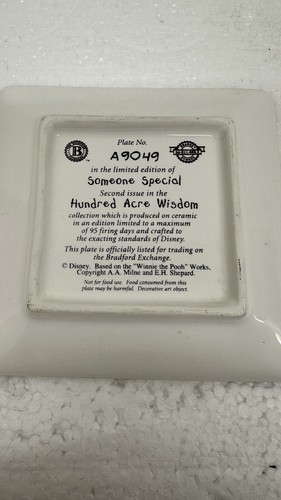 Plate No.
A9049
in the limited edition of
Someone Special
Second issue in the
Hundred Acre Wisdom
collection which is produced on ceramic
in an edition limited to a maximum
of 95 firing days and crafted to
the exacting standards of Disney.
This plate is officially listed for trading on
the Bradford Exchange.
© Disney. Based on the "Winnie the Pooh" Works,
Copyright A.A. Milne and E.H. Shepard.
Not for food use. Food consumed from this
plate may be harmful. Decorative art object.
B
TM